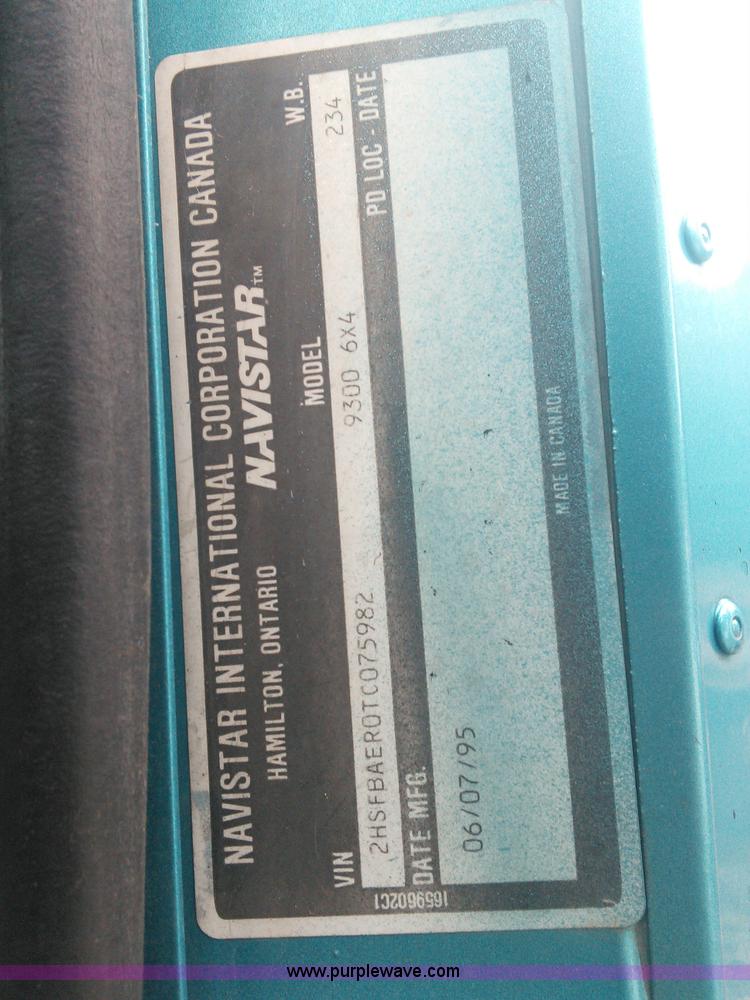 NAVISTAR INTERNATIONAL CORPORATION CANADA
HAMILTON, ONTARIO NAVISTAR™
VIN MODEL W.B.
2HSFBAER0TC075982 9300 6X4 234
DATE MFG. PD LOC - DATE
06/07/95
MADE IN CANADA
1659602C1
www.purplewave.com